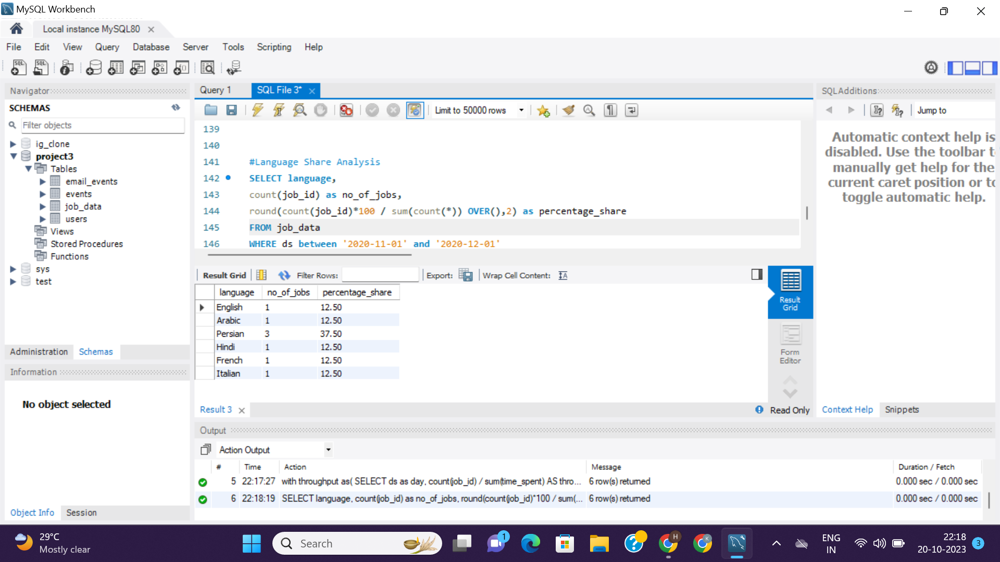 MySQL Workbench
Local instance MySQL80
File Edit View Query Database Server Tools Scripting Help
Navigator
SCHEMAS
Filter objects
ig_clone
project3
Tables
email_events
events
job_data
users
Views
Stored Procedures
Functions
sys
test
Administration Schemas
Information
No object selected
Object Info Session
Query 1 SQL File 3*
Limit to 50000 rows
139
140
141 #Language Share Analysis
142 SELECT language,
143 count(job_id) as no_of_jobs,
144 round(count(job_id)*100 / sum(count(*)) OVER(),2) as percentage_share
145 FROM job_data
146 WHERE ds between '2020-11-01' and '2020-12-01'
Result Grid Filter Rows: Export: Wrap Cell Content:
language no_of_jobs percentage_share
English 1 12.50
Arabic 1 12.50
Persian 3 37.50
Hindi 1 12.50
French 1 12.50
Italian 1 12.50
Result
Grid
Form
Editor
Result 3
Read Only
SQLAdditions
Jump to
Automatic context help is
disabled. Use the toolbar t
manually get help for the
current caret position or to
toggle automatic help.
Context Help Snippets
Output
Action Output
# Time Action Message Duration / Fetch
5 22:17:27 with throughput as( SELECT ds as day, count(job_id) / sum(time_spent) AS thro... 6 row(s) returned 0.000 sec / 0.000 sec
6 22:18:19 SELECT language, count(job_id) as no_of_jobs, round(count(job_id)*100 / sum(... 6 row(s) returned 0.000 sec / 0.000 sec
29°C
Mostly clear
Search
1
H
K
ENG
IN
22:18
20-10-2023
3